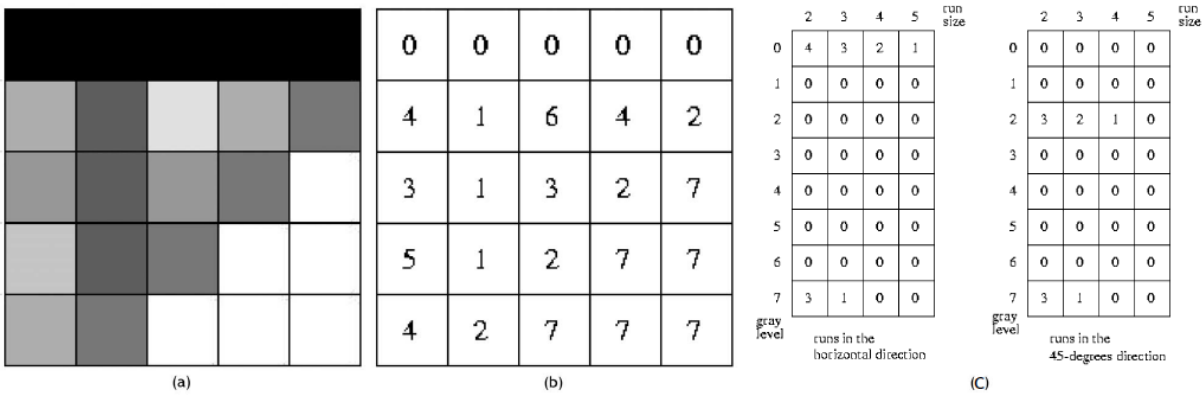 0 0 0 0 0
4 1 6 4 2
3 1 3 2 7
5 1 2 7 7
4 2 7 7 7
(a)
(b)
2 3 4 5 run size
0 4 3 2 1
1 0 0 0 0
2 0 0 0 0
3 0 0 0 0
4 0 0 0 0
5 0 0 0 0
6 0 0 0 0
7 3 1 0 0
gray
level
runs in the
horizontal direction
2 3 4 5 run size
0 0 0 0 0
1 0 0 0 0
2 3 2 1 0
3 0 0 0 0
4 0 0 0 0
5 0 0 0 0
6 0 0 0 0
7 3 1 0 0
gray
level
runs in the
45-degrees direction
(C)